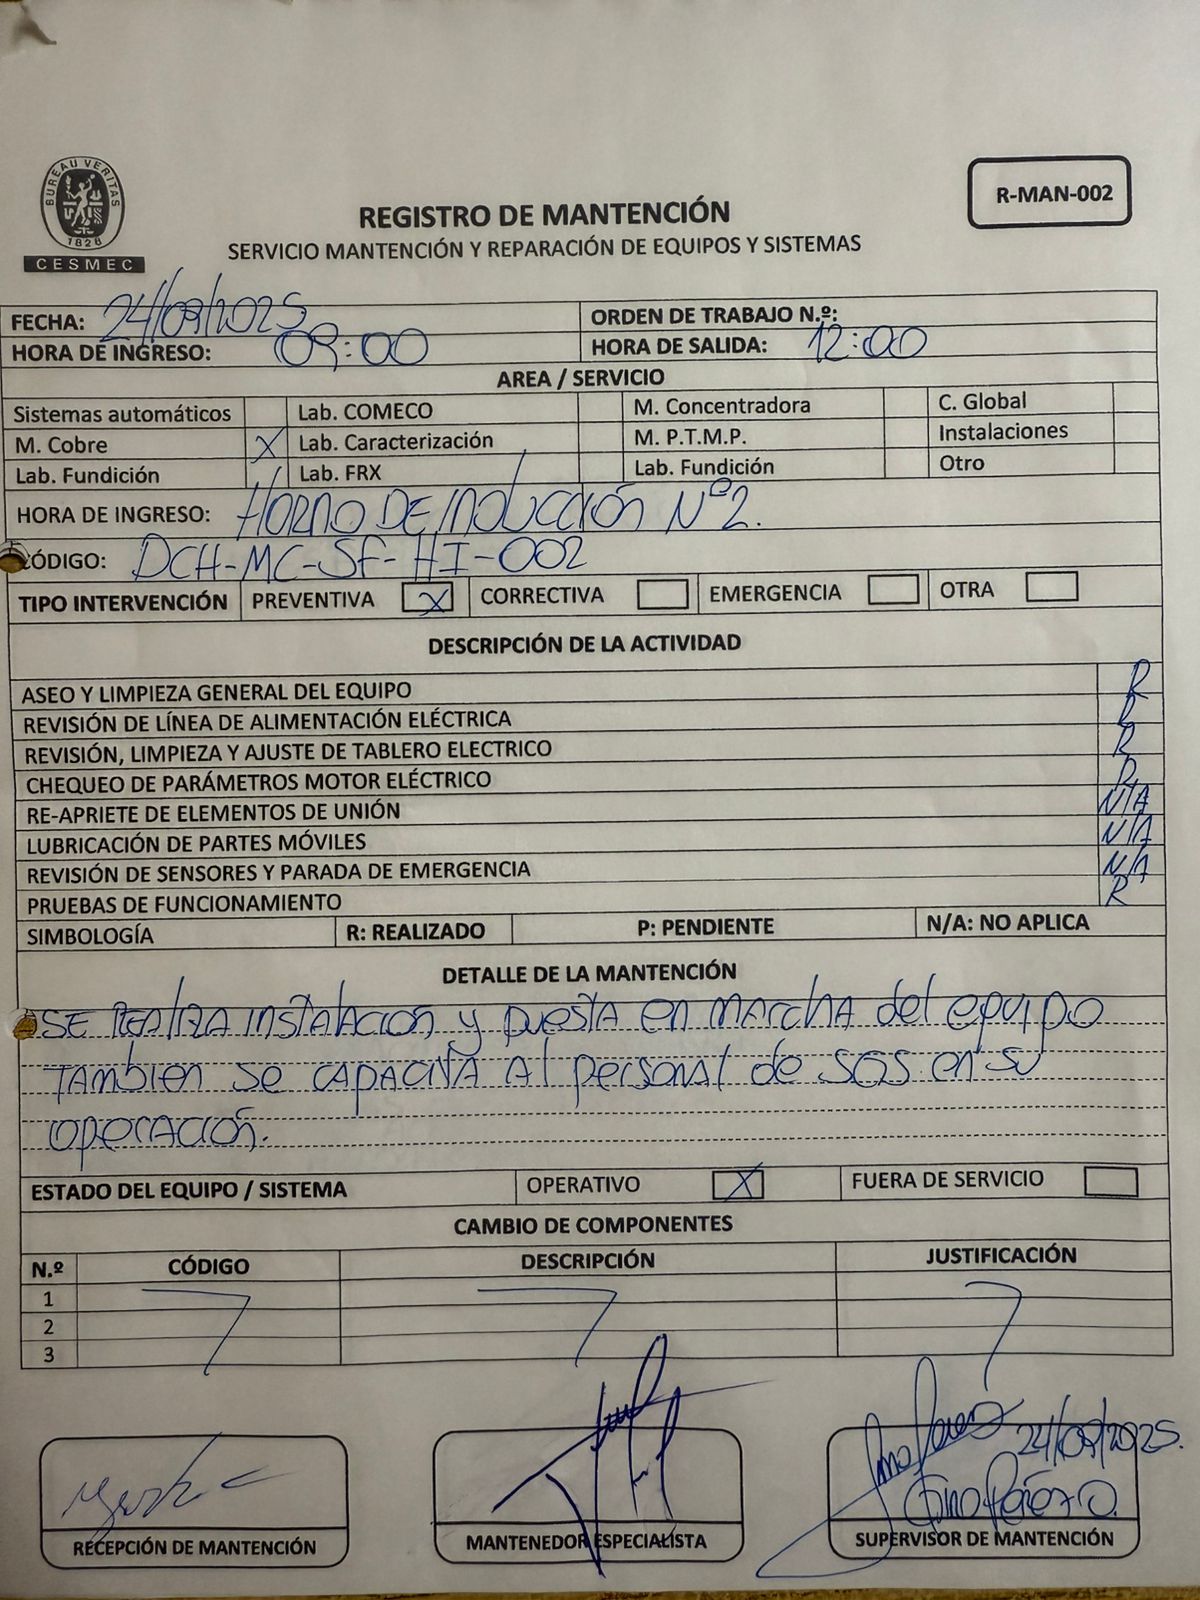 BUREAU VERITAS
1828
CESMEC
R-MAN-002
REGISTRO DE MANTENCIÓN
SERVICIO MANTENCIÓN Y REPARACIÓN DE EQUIPOS Y SISTEMAS
FECHA: 24/09/2025 ORDEN DE TRABAJO N.º:
HORA DE INGRESO: 09:00 HORA DE SALIDA: 12:00
AREA / SERVICIO
Sistemas automáticos Lab. COMECO M. Concentradora C. Global
M. Cobre X Lab. Caracterización M. P.T.M.P. Instalaciones
Lab. Fundición Lab. FRX Lab. Fundición Otro
HORA DE INGRESO: HORNO DE INDUCCIÓN Nº2.
CÓDIGO: DCH-MC-SF-HI-002
TIPO INTERVENCIÓN PREVENTIVA X CORRECTIVA EMERGENCIA OTRA
DESCRIPCIÓN DE LA ACTIVIDAD
ASEO Y LIMPIEZA GENERAL DEL EQUIPO R
REVISIÓN DE LÍNEA DE ALIMENTACIÓN ELÉCTRICA R
REVISIÓN, LIMPIEZA Y AJUSTE DE TABLERO ELECTRICO R
CHEQUEO DE PARÁMETROS MOTOR ELÉCTRICO R
RE-APRIETE DE ELEMENTOS DE UNIÓN N/A
LUBRICACIÓN DE PARTES MÓVILES N/A
REVISIÓN DE SENSORES Y PARADA DE EMERGENCIA N/A
PRUEBAS DE FUNCIONAMIENTO R
SIMBOLOGÍA R: REALIZADO P: PENDIENTE N/A: NO APLICA
DETALLE DE LA MANTENCIÓN
SE REALIZA INSTALACIÓN y puesta en marcha del equipo
TAMBIEN se CAPACITA Al personal de SGS en su
operación.
ESTADO DEL EQUIPO / SISTEMA OPERATIVO X FUERA DE SERVICIO
CAMBIO DE COMPONENTES
N.º CÓDIGO DESCRIPCIÓN JUSTIFICACIÓN
1
2
3
24/09/2025.
Gino Pérez O.
RECEPCIÓN DE MANTENCIÓN MANTENEDOR ESPECIALISTA SUPERVISOR DE MANTENCIÓN